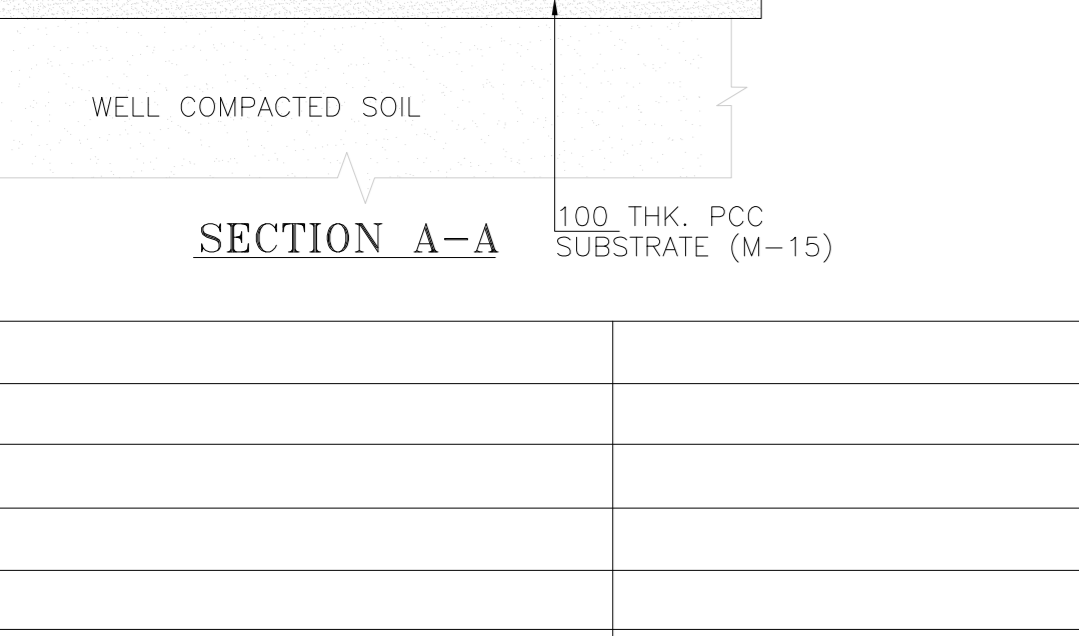 WELL COMPACTED SOIL
SECTION A-A
100 THK. PCC
SUBSTRATE (M-15)